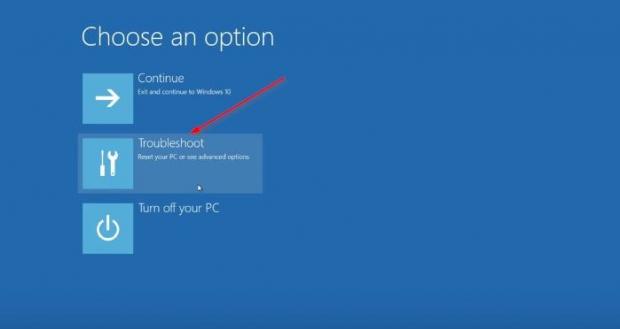 Choose an option
Continue
Exit and continue to Windows 10
Troubleshoot
Reset your PC or see advanced options
Turn off your PC